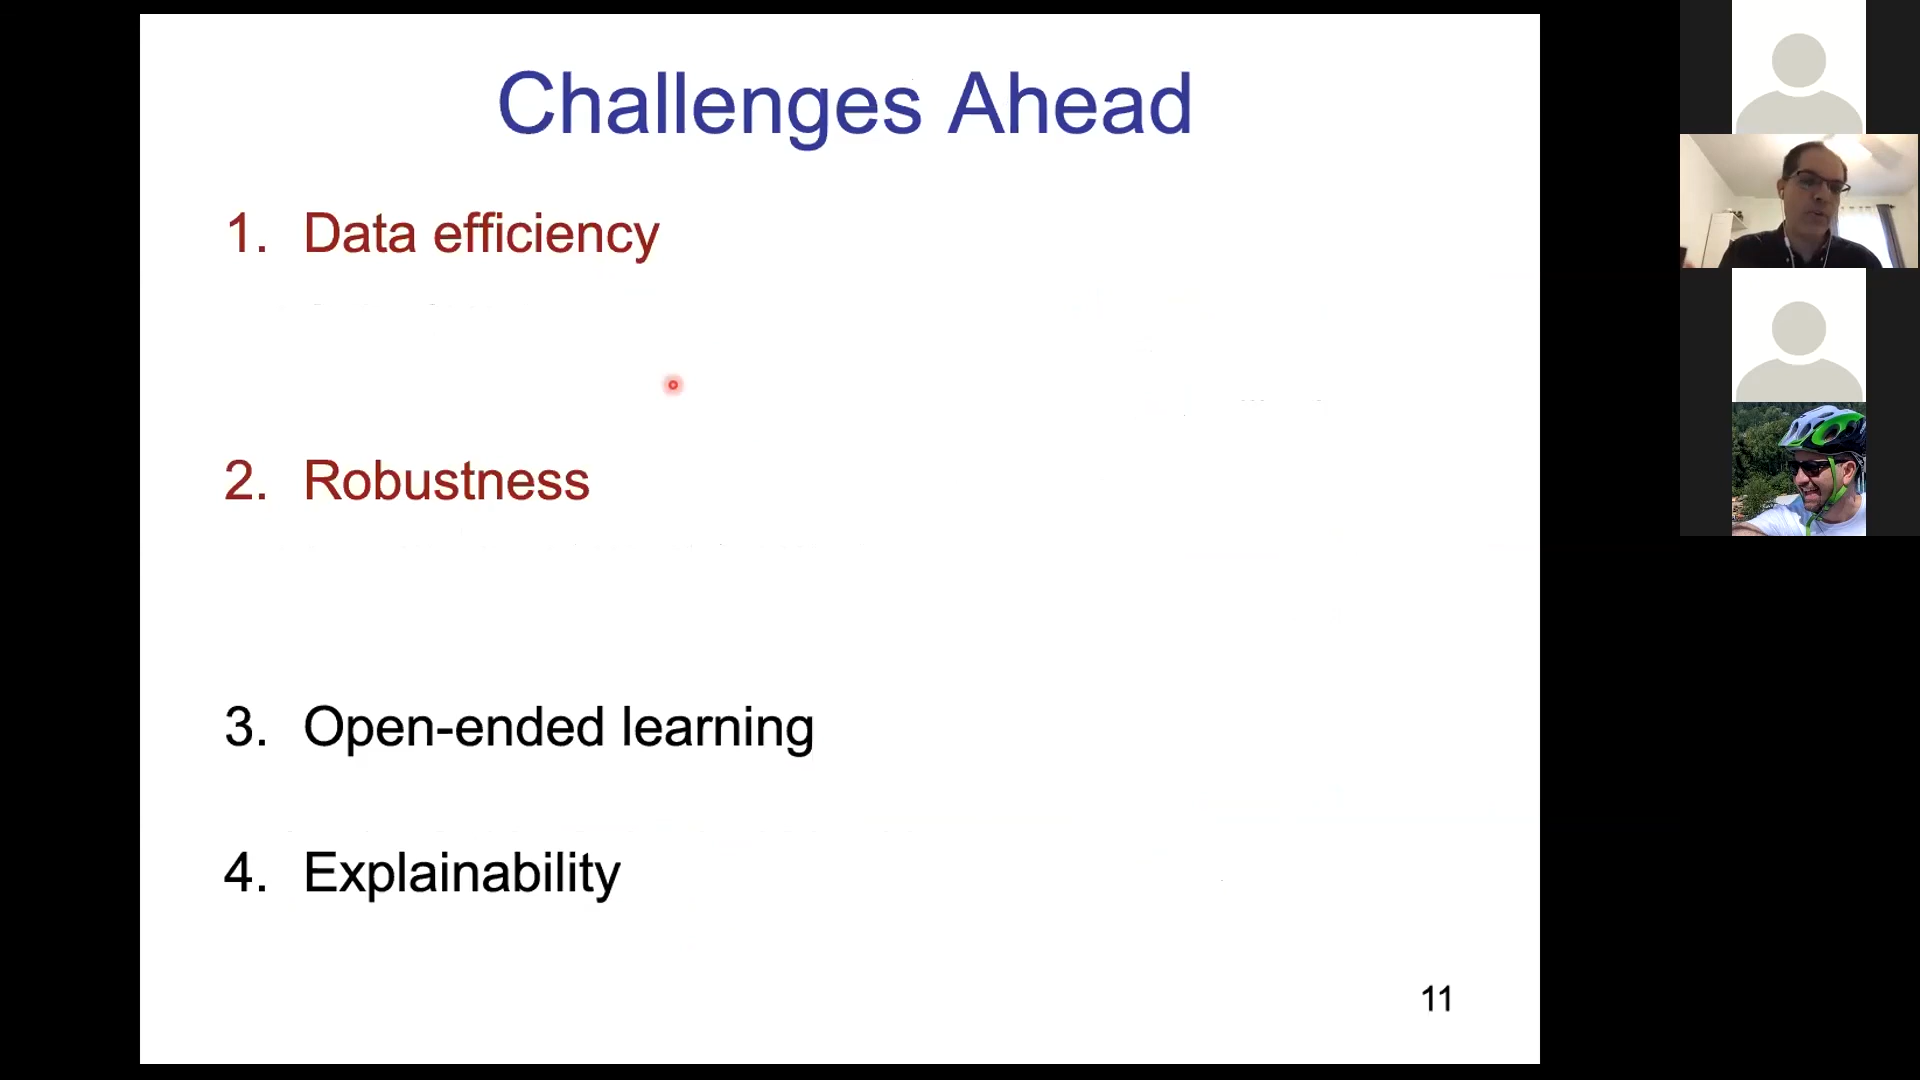 Challenges Ahead
1. Data efficiency
2. Robustness
3. Open-ended learning
4. Explainability
11